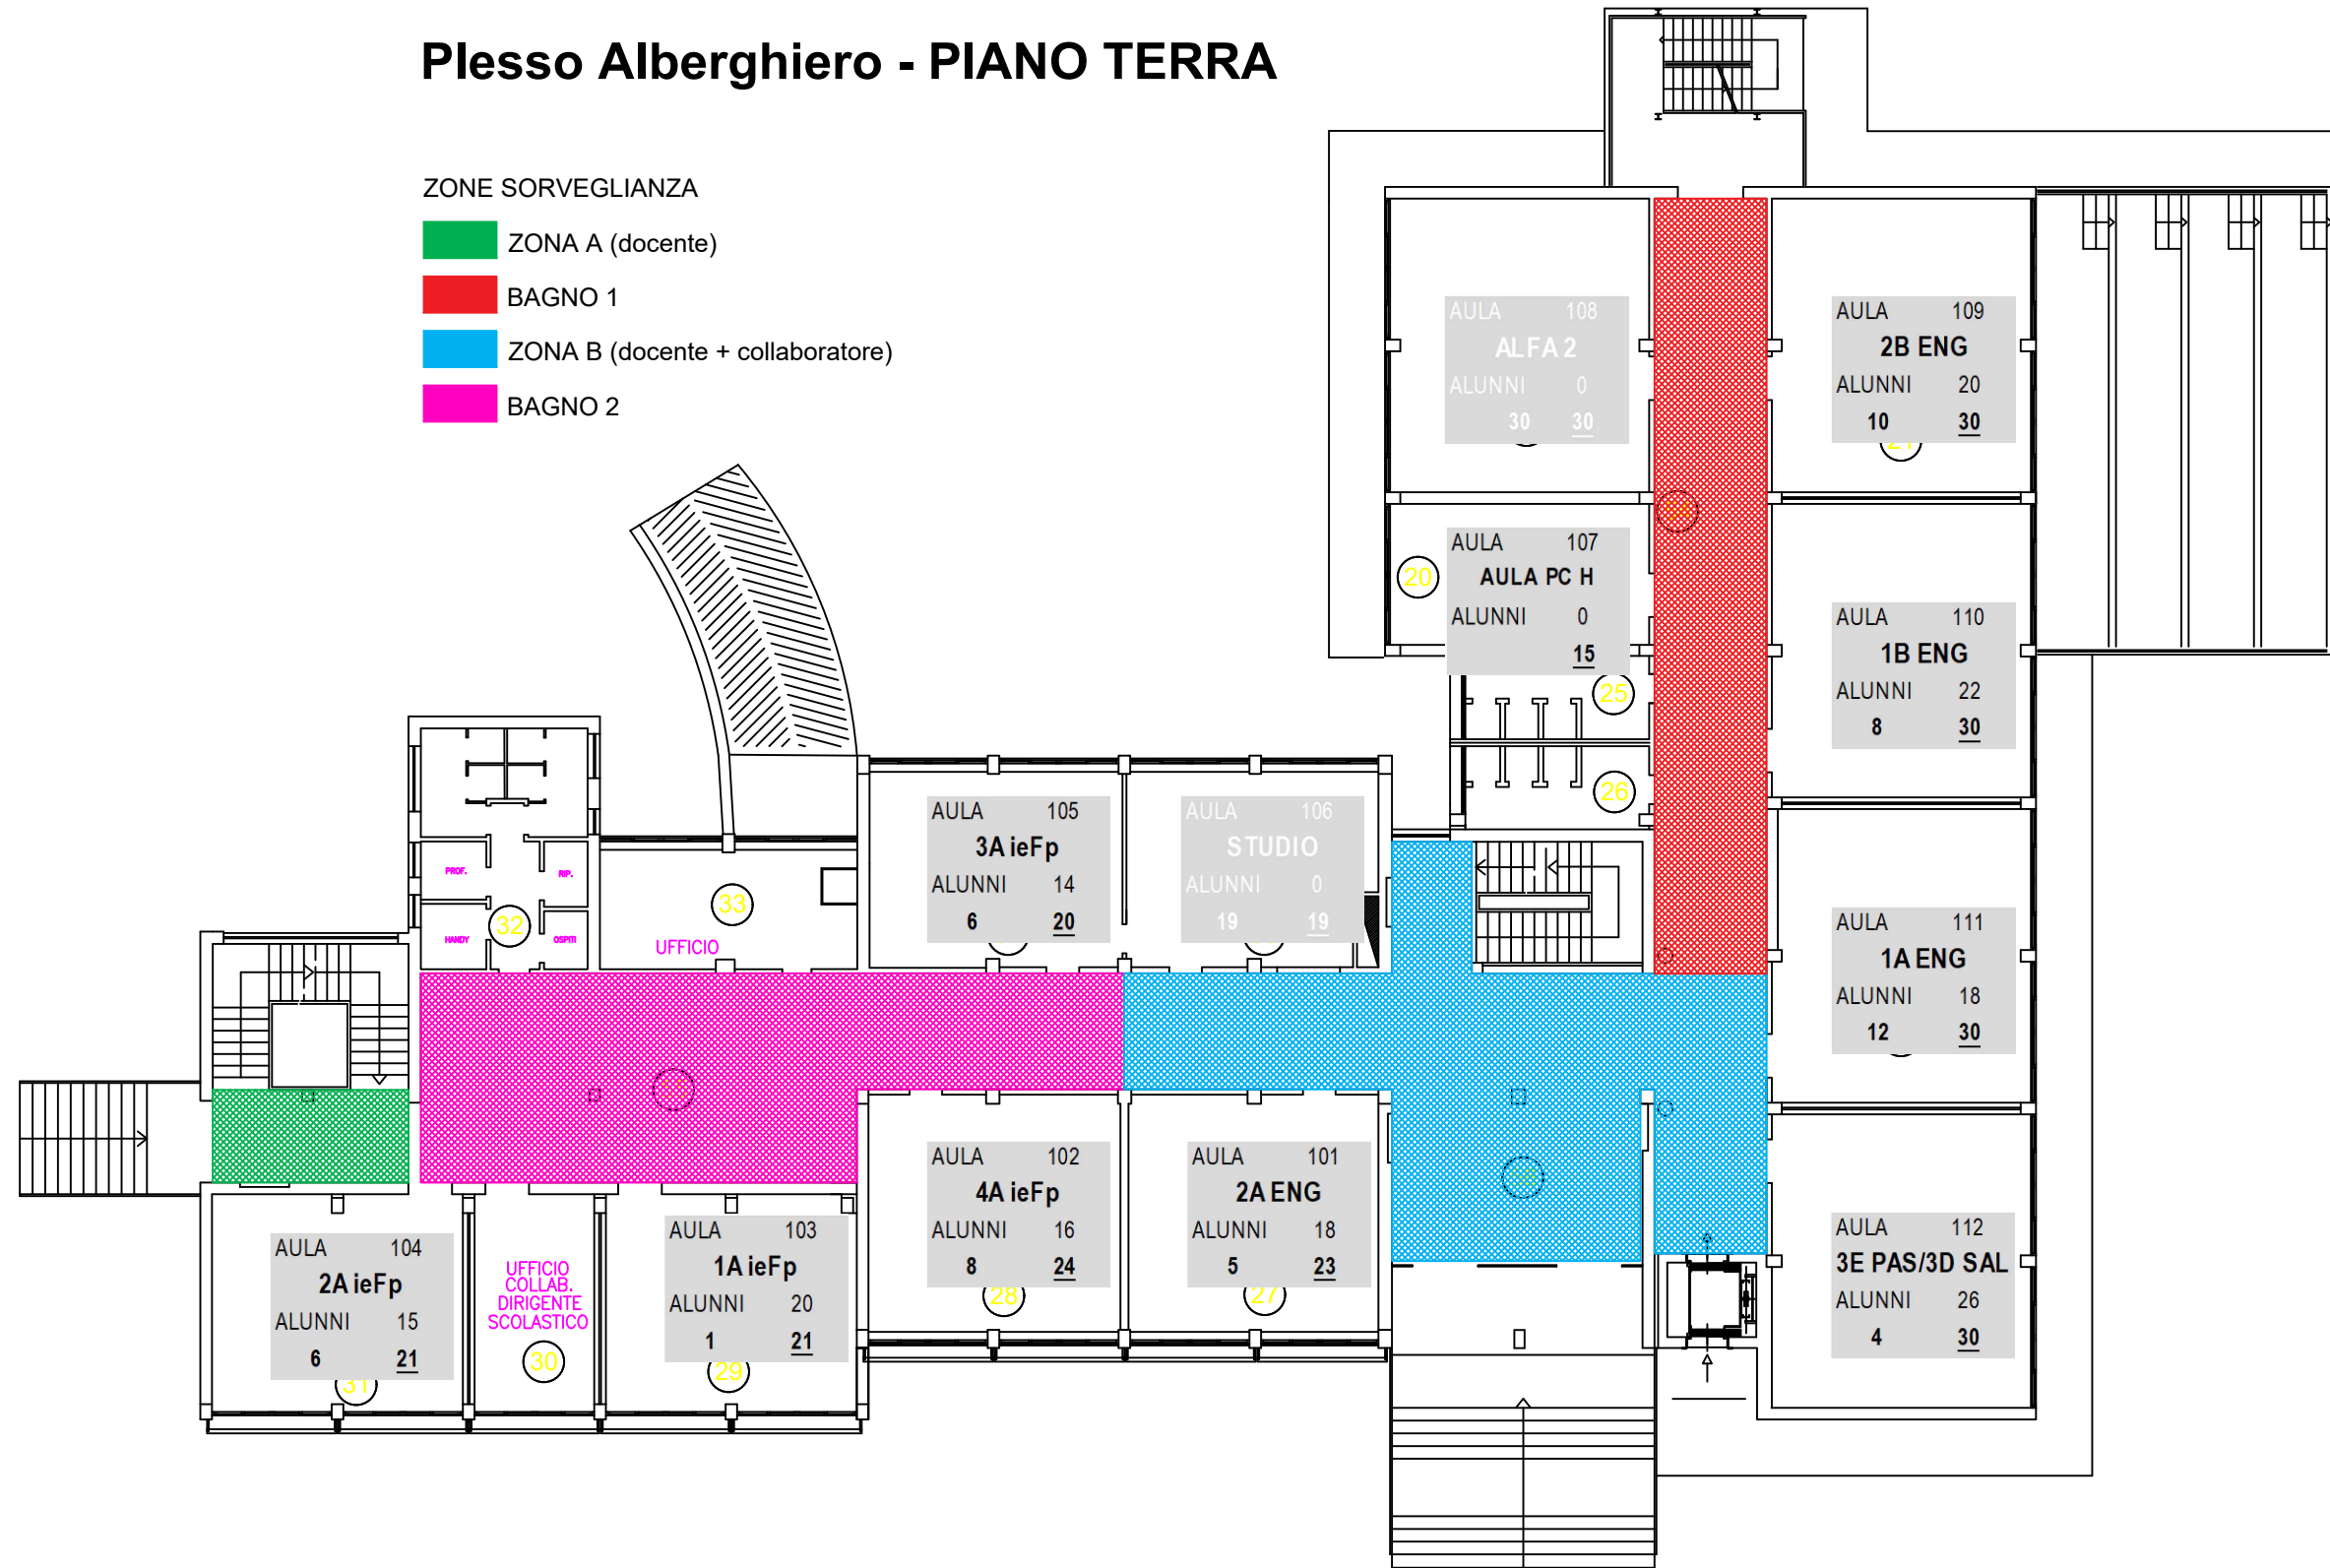 Plesso Alberghiero - PIANO TERRA
ZONE SORVEGLIANZA
ZONA A (docente)
BAGNO 1
ZONA B (docente + collaboratore)
BAGNO 2
AULA 108
ALFA 2
ALUNNI 0
30 30
AULA 109
2B ENG
ALUNNI 20
10 30
21
AULA 107
AULA PC H
ALUNNI 0
15
20
25
26
AULA 110
1B ENG
ALUNNI 22
8 30
AULA 105
3A ieFp
ALUNNI 14
6 20
AULA 106
STUDIO
ALUNNI 0
19 19
PROF.
RIP.
HANDY
OSPITI
32
33
UFFICIO
AULA 111
1A ENG
ALUNNI 18
12 30
AULA 102
4A ieFp
ALUNNI 16
8 24
28
AULA 101
2A ENG
ALUNNI 18
5 23
27
AULA 104
2A ieFp
ALUNNI 15
6 21
31
UFFICIO
COLLAB.
DIRIGENTE
SCOLASTICO
30
AULA 103
1A ieFp
ALUNNI 20
1 21
29
AULA 112
3E PAS/3D SAL
ALUNNI 26
4 30